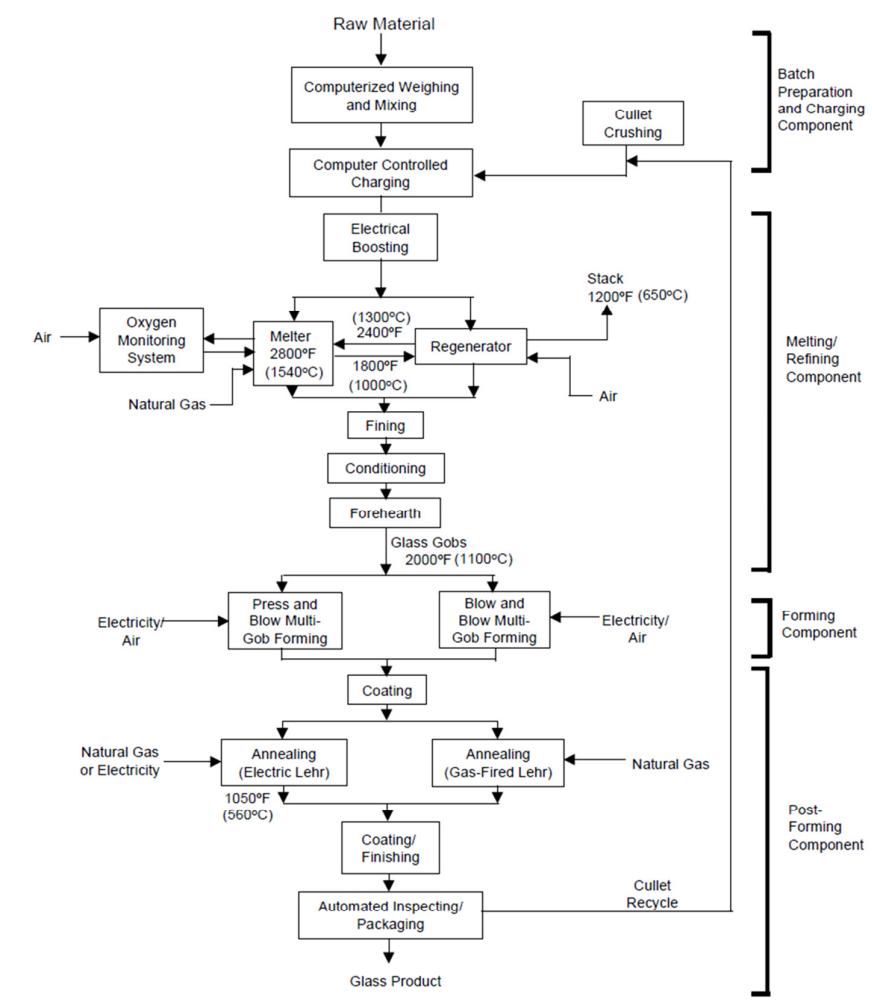 Raw Material
Computerized Weighing
and Mixing
Batch
Preparation
and Charging
Component
Cullet
Crushing
Computer Controlled
Charging
Electrical
Boosting
Stack
1200ºF (650ºC)
Air
Oxygen
Monitoring
System
Melter
2800ºF
(1540ºC)
(1300ºC)
2400ºF
1800ºF
(1000ºC)
Regenerator
Melting/
Refining
Component
Natural Gas
Air
Fining
Conditioning
Forehearth
Glass Gobs
2000ºF (1100ºC)
Electricity/
Air
Press and
Blow Multi-
Gob Forming
Blow and
Blow Multi-
Gob Forming
Electricity/
Air
Forming
Component
Coating
Natural Gas
or Electricity
Annealing
(Electric Lehr)
Annealing
(Gas-Fired Lehr)
Natural Gas
1050ºF
(560ºC)
Post-
Forming
Component
Coating/
Finishing
Cullet
Recycle
Automated Inspecting/
Packaging
Glass Product